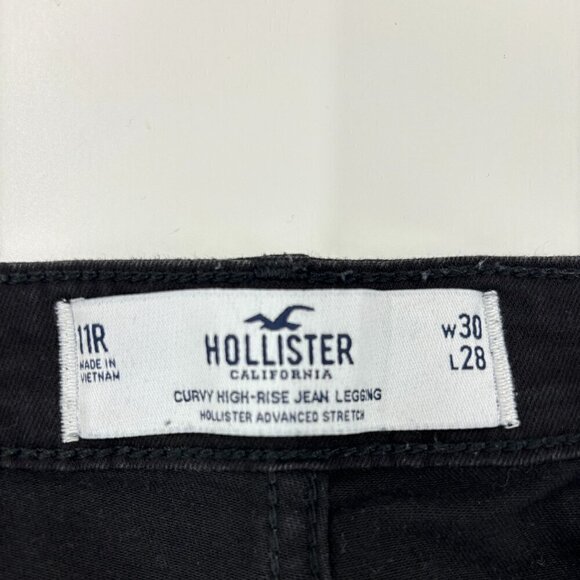 11R
MADE IN
VIETNAM
HOLLISTER
CALIFORNIA
CURVY HIGH-RISE JEAN LEGGING
HOLLISTER ADVANCED STRETCH
W30
L28